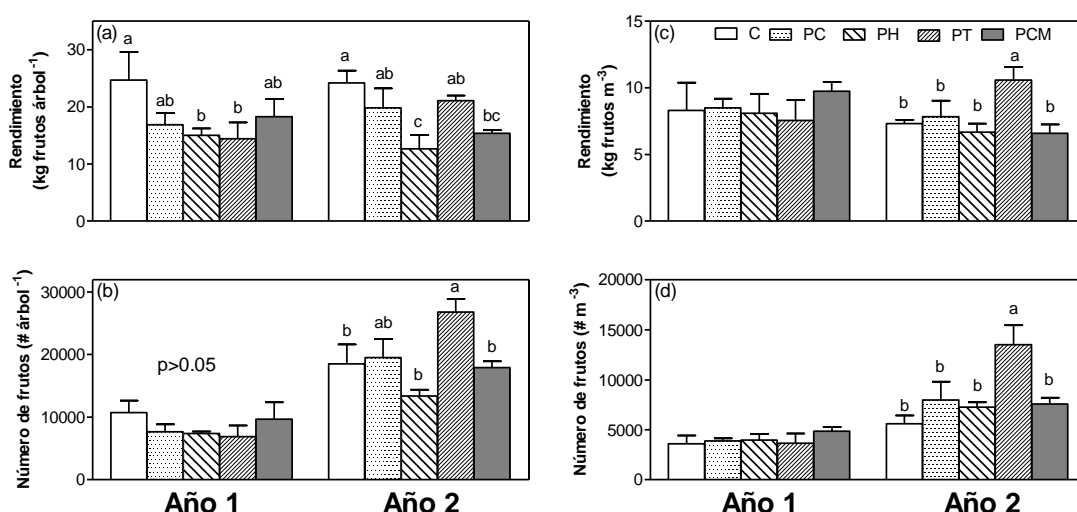 (a)
Rendimiento
(kg frutos árbol⁻¹)
30
20
10
0
a
ab
b
b
ab
a
ab
c
ab
bc
(c)
C PC PH PT PCM
Rendimiento
(kg frutos m⁻³)
15
10
5
0
b
b
b
a
b
(b)
Número de frutos (# árbol⁻¹)
30000
20000
10000
0
p>0.05
b
ab
b
a
b
Año 1 Año 2
(d)
Número de frutos (# m⁻³)
20000
15000
10000
5000
0
b
b
b
a
b
Año 1 Año 2